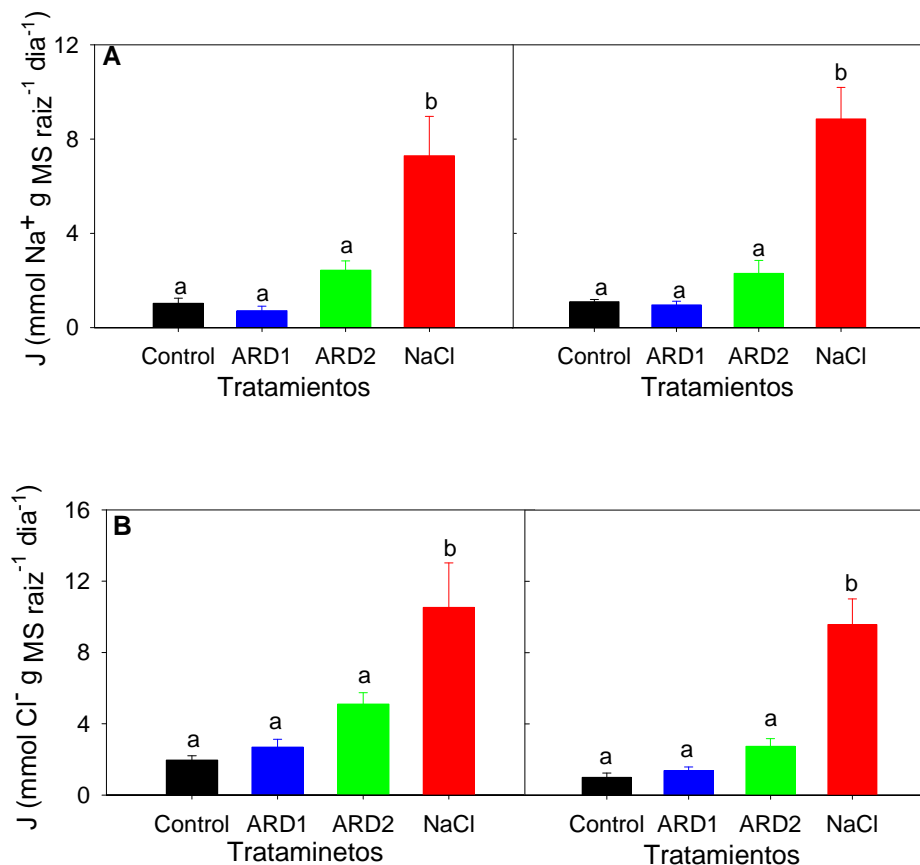 A
J (mmol Na+ g MS raiz-1 dia-1)
12
8
4
0
a
a
a
b
a
a
a
b
Control ARD1 ARD2 NaCl
Control ARD1 ARD2 NaCl
Tratamientos
Tratamientos
B
J (mmol Cl- g MS raiz-1 dia-1)
16
12
8
4
0
a
a
a
b
a
a
a
b
Control ARD1 ARD2 NaCl
Control ARD1 ARD2 NaCl
Trataminetos
Tratamientos